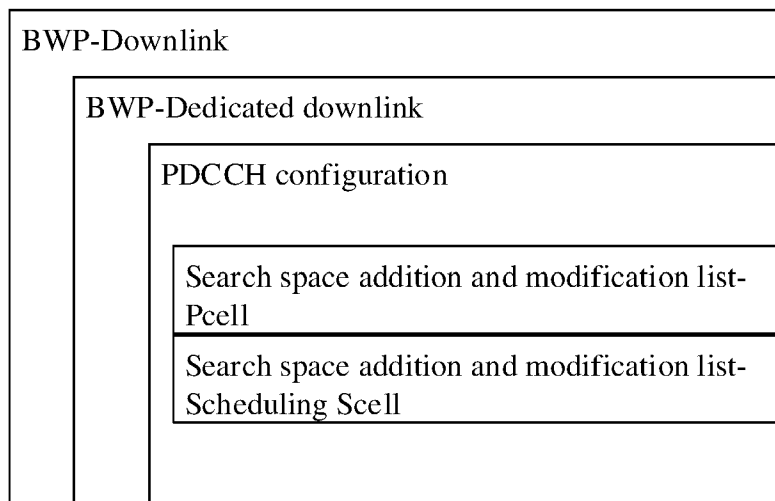 BWP-Downlink
BWP-Dedicated downlink
PDCCH configuration
Search space addition and modification list-
Pcell
Search space addition and modification list-
Scheduling Scell